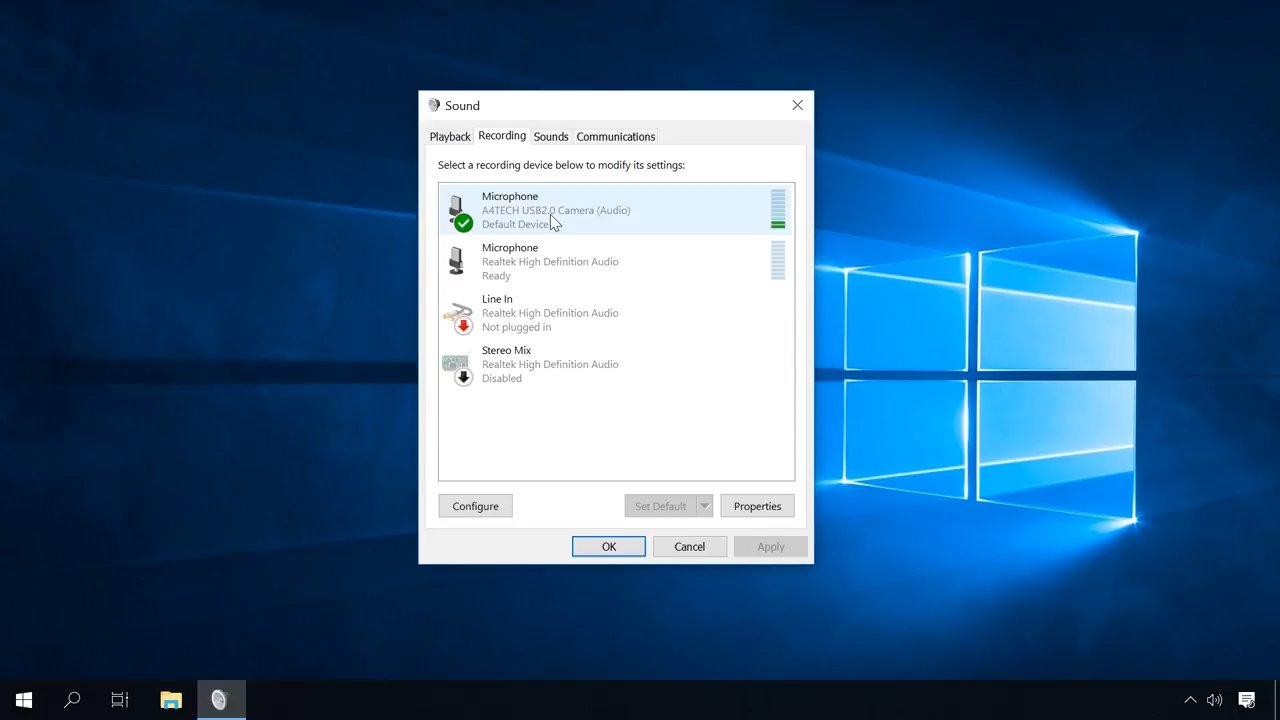 Sound
Playback Recording Sounds Communications
Select a recording device below to modify its settings:
Microphone
A4TECH USB2.0 Camera (Audio)
Default Device
Microphone
Realtek High Definition Audio
Ready
Line In
Realtek High Definition Audio
Not plugged in
Stereo Mix
Realtek High Definition Audio
Disabled
Configure Set Default Properties
OK Cancel Apply